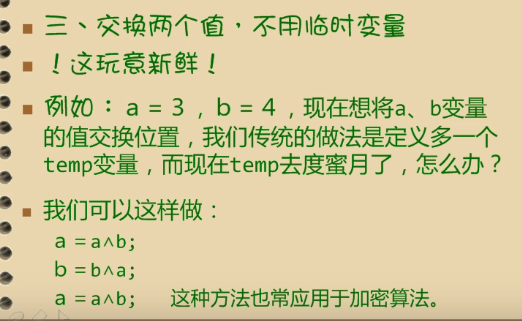 三、交换两个值，不用临时变量
！这玩意新鲜！
例如：a = 3 , b = 4 , 现在想将a、b变量
的值交换位置，我们传统的做法是定义多一个
temp变量，而现在temp去度蜜月了，怎么办？
我们可以这样做：
a = a^b;
b = b^a;
a = a^b; 这种方法也常应用于加密算法。